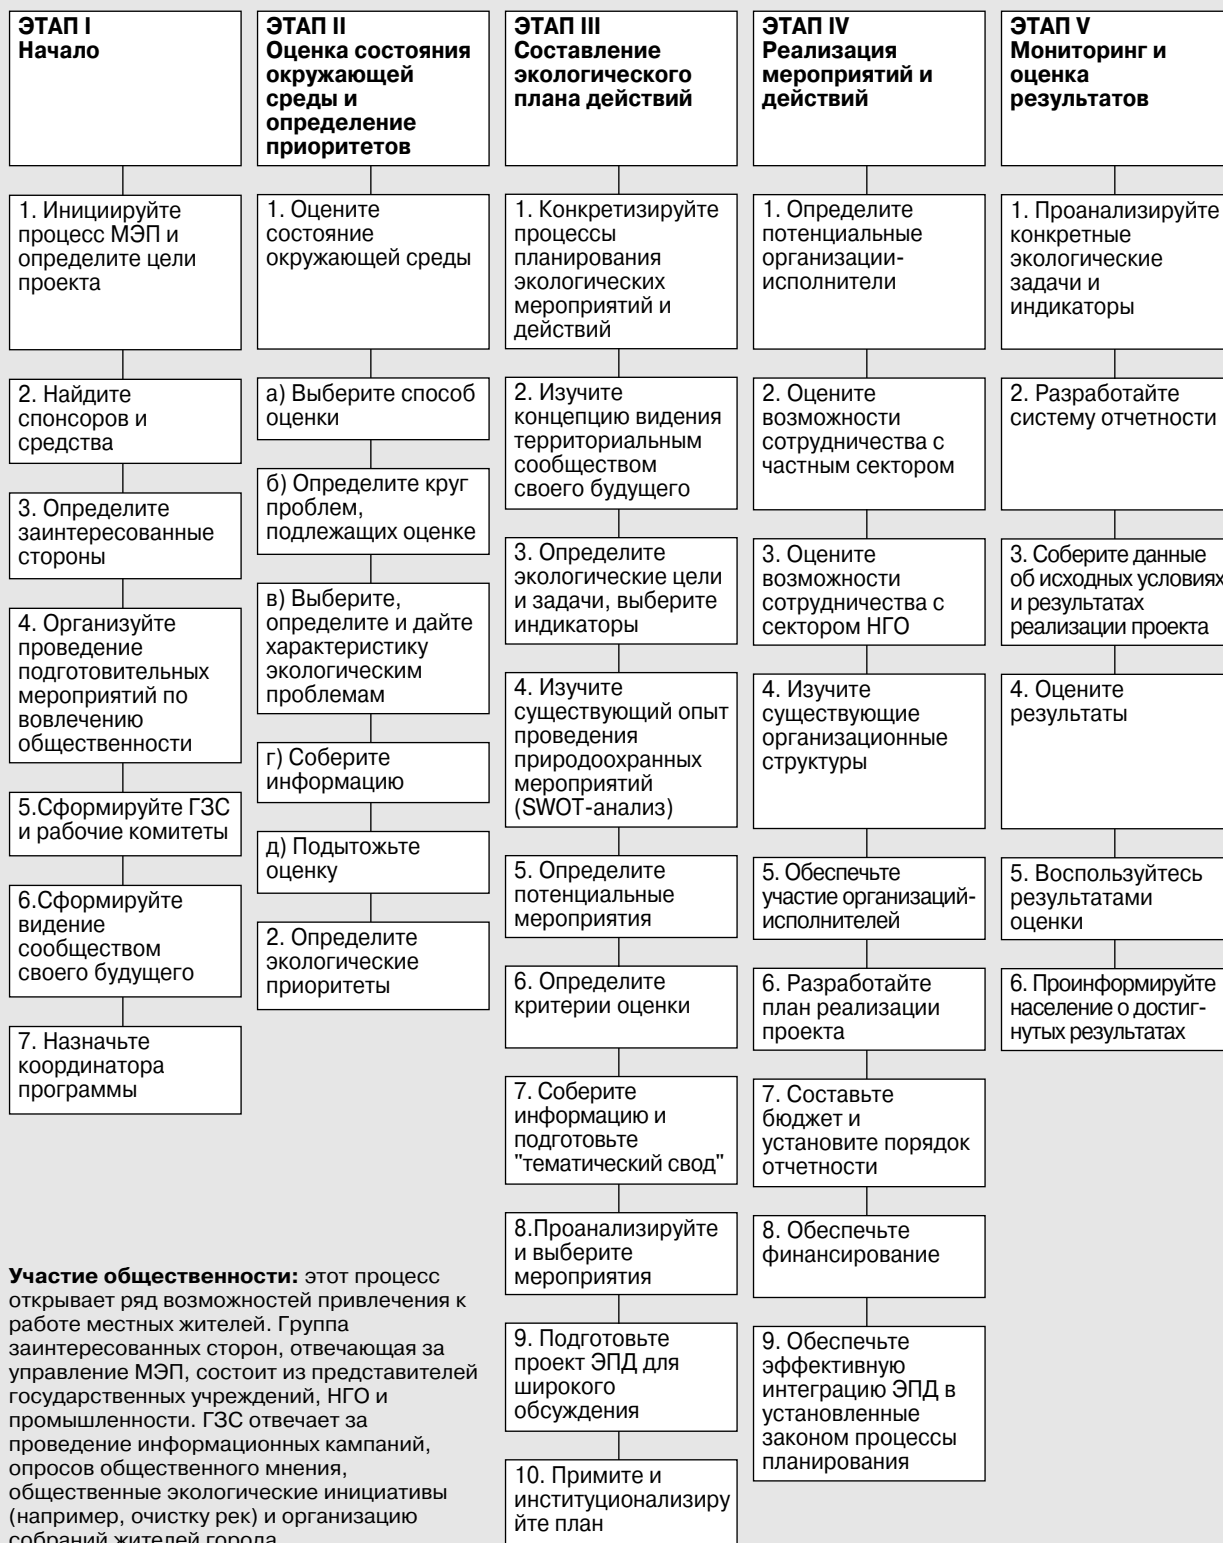 ЭТАП I
Начало
1. Инициируйте
процесс МЭП и
определите цели
проекта
2. Найдите
спонсоров и
средства
3. Определите
заинтересованные
стороны
4. Организуйте
проведение
подготовительных
мероприятий по
вовлечению
общественности
5.Сформируйте ГЗС
и рабочие комитеты
6.Сформируйте
видение
сообществом
своего будущего
7. Назначьте
координатора
программы
ЭТАП II
Оценка состояния
окружающей
среды и
определение
приоритетов
1. Оцените
состояние
окружающей среды
а) Выберите способ
оценки
б) Определите круг
проблем,
подлежащих оценке
в) Выберите,
определите и дайте
характеристику
экологическим
проблемам
г) Соберите
информацию
д) Подытожьте
оценку
2. Определите
экологические
приоритеты
ЭТАП III
Составление
экологического
плана действий
1. Конкретизируйте
процессы
планирования
экологических
мероприятий и
действий
2. Изучите
концепцию видения
территориальным
сообществом
своего будущего
3. Определите
экологические цели
и задачи, выберите
индикаторы
4. Изучите
существующий опыт
проведения
природоохранных
мероприятий
(SWOT-анализ)
5. Определите
потенциальные
мероприятия
6. Определите
критерии оценки
7. Соберите
информацию и
подготовьте
"тематический свод"
8.Проанализируйте
и выберите
мероприятия
9. Подготовьте
проект ЭПД для
широкого
обсуждения
10. Примите и
институционализиру
йте план
ЭТАП IV
Реализация
мероприятий и
действий
1. Определите
потенциальные
организации-
исполнители
2. Оцените
возможности
сотрудничества с
частным сектором
3. Оцените
возможности
сотрудничества с
сектором НГО
4. Изучите
существующие
организационные
структуры
5. Обеспечьте
участие организаций-
исполнителей
6. Разработайте
план реализации
проекта
7. Составьте
бюджет и
установите порядок
отчетности
8. Обеспечьте
финансирование
9. Обеспечьте
эффективную
интеграцию ЭПД в
установленные
законом процессы
планирования
ЭТАП V
Мониторинг и
оценка
результатов
1. Проанализируйте
конкретные
экологические
задачи и
индикаторы
2. Разработайте
систему отчетности
3. Соберите данные
об исходных условиях
и результатах
реализации проекта
4. Оцените
результаты
5. Воспользуйтесь
результатами
оценки
6. Проинформируйте
население о достиг-
нутых результатах
Участие общественности: этот процесс
открывает ряд возможностей привлечения к
работе местных жителей. Группа
заинтересованных сторон, отвечающая за
управление МЭП, состоит из представителей
государственных учреждений, НГО и
промышленности. ГЗС отвечает за
проведение информационных кампаний,
опросов общественного мнения,
общественные экологические инициативы
(например, очистку рек) и организацию
собраний жителей города